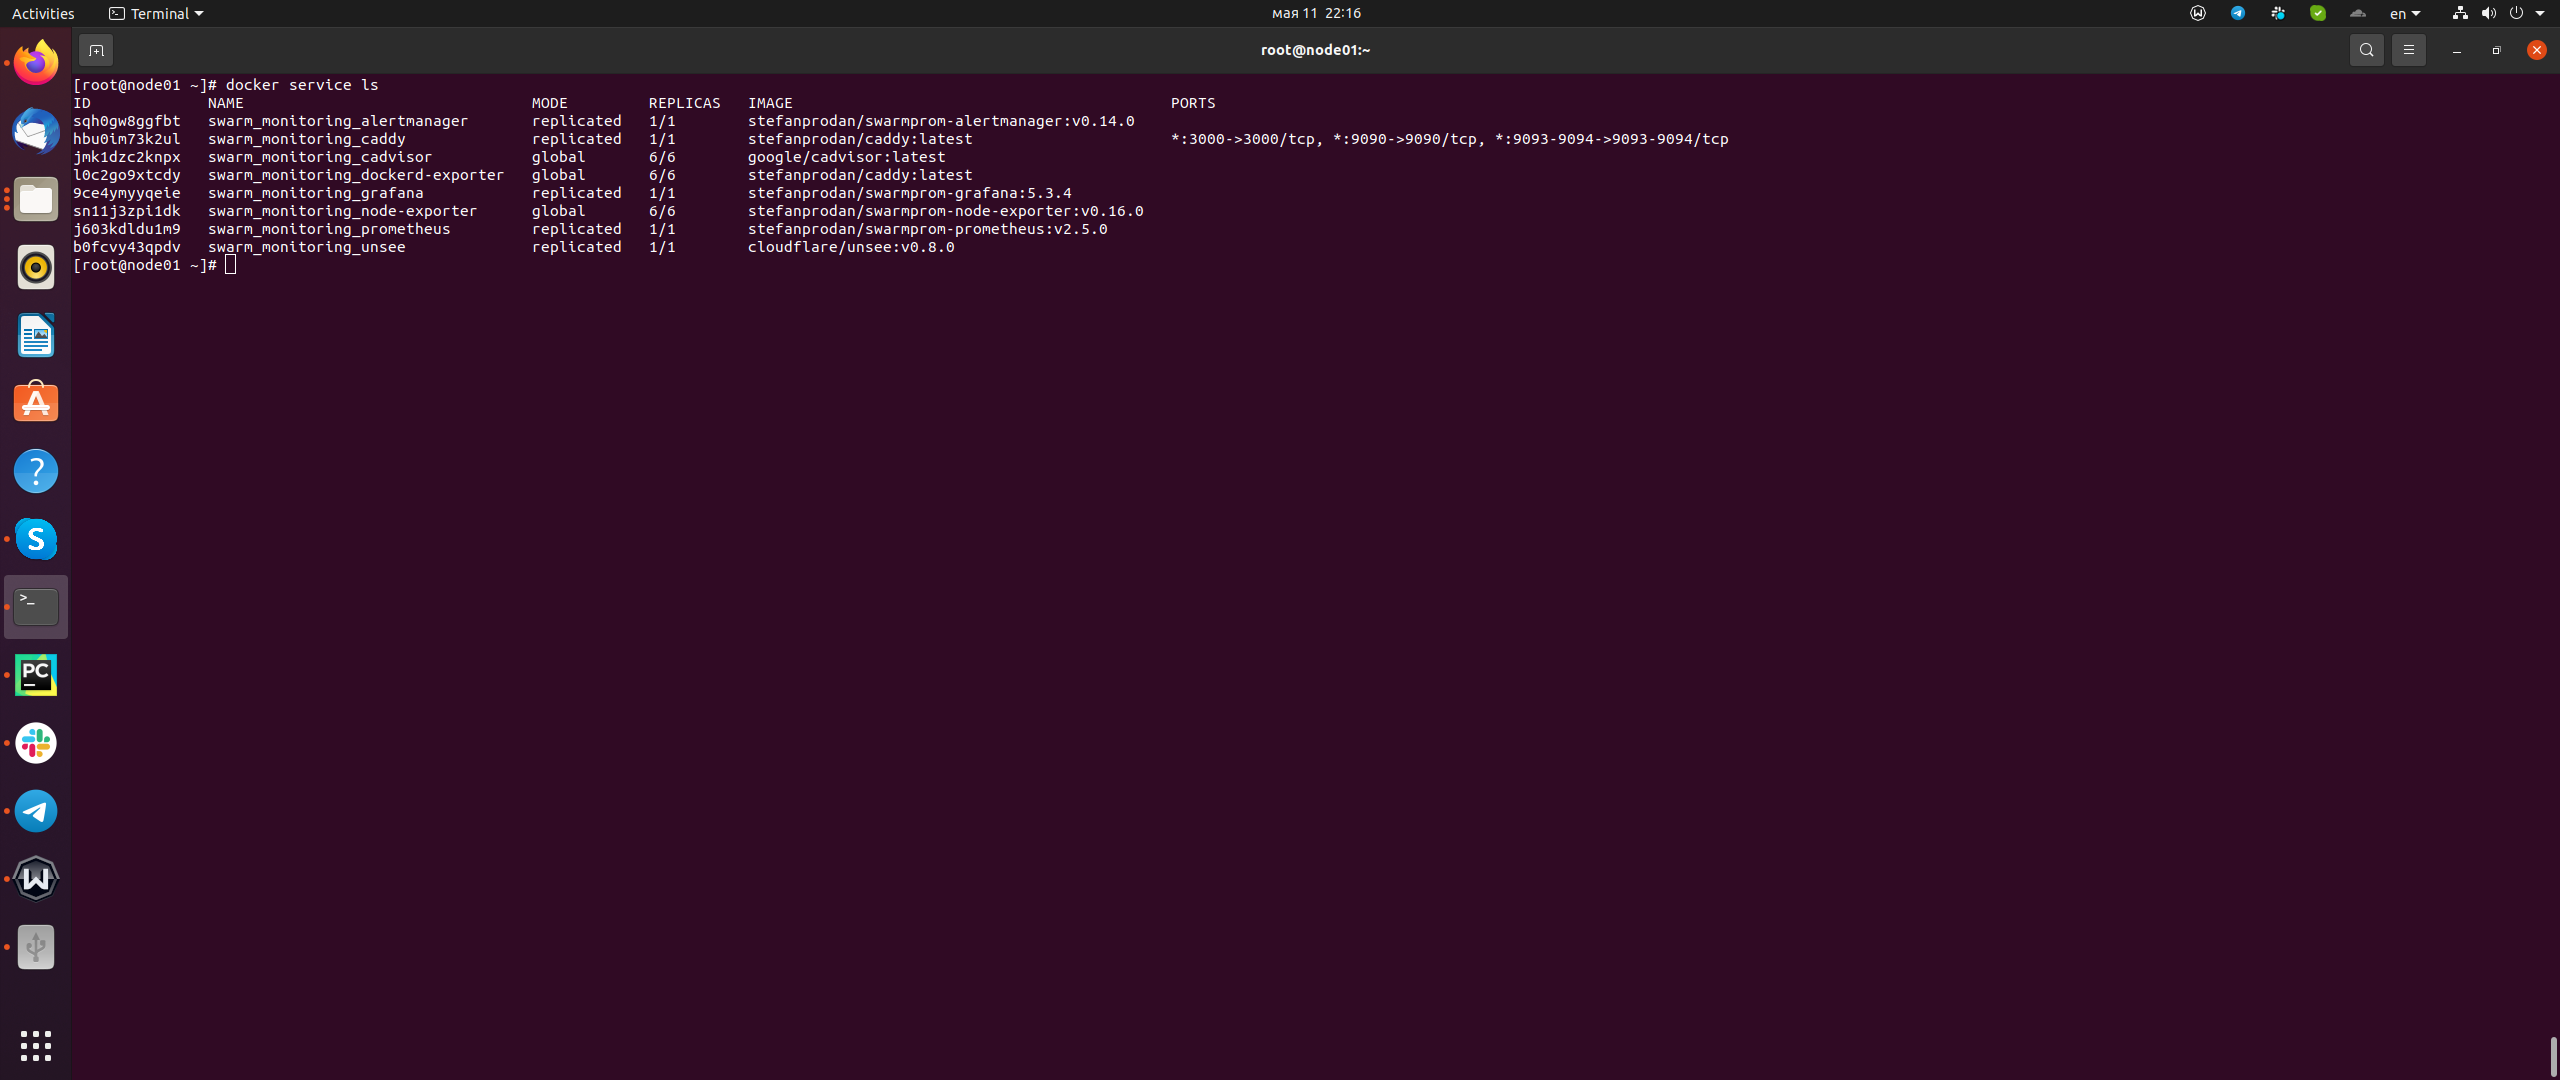 Activities Terminal мая 11 22:16 en
root@node01:~
[root@node01 ~]# docker service ls
ID NAME MODE REPLICAS IMAGE PORTS
sqh0gw8ggfbt swarm_monitoring_alertmanager replicated 1/1 stefanprodan/swarmprom-alertmanager:v0.14.0
hbu0im73k2ul swarm_monitoring_caddy replicated 1/1 stefanprodan/caddy:latest *:3000->3000/tcp, *:9090->9090/tcp, *:9093-9094->9093-9094/tcp
jmk1dzc2knpx swarm_monitoring_cadvisor global 6/6 google/cadvisor:latest
l0c2go9xtcdy swarm_monitoring_dockerd-exporter global 6/6 stefanprodan/caddy:latest
9ce4ymyyqeie swarm_monitoring_grafana replicated 1/1 stefanprodan/swarmprom-grafana:5.3.4
sn11j3zpi1dk swarm_monitoring_node-exporter global 6/6 stefanprodan/swarmprom-node-exporter:v0.16.0
j603kdldu1m9 swarm_monitoring_prometheus replicated 1/1 stefanprodan/swarmprom-prometheus:v2.5.0
b0fcvy43qpdv swarm_monitoring_unsee replicated 1/1 cloudflare/unsee:v0.8.0
[root@node01 ~]#
PC